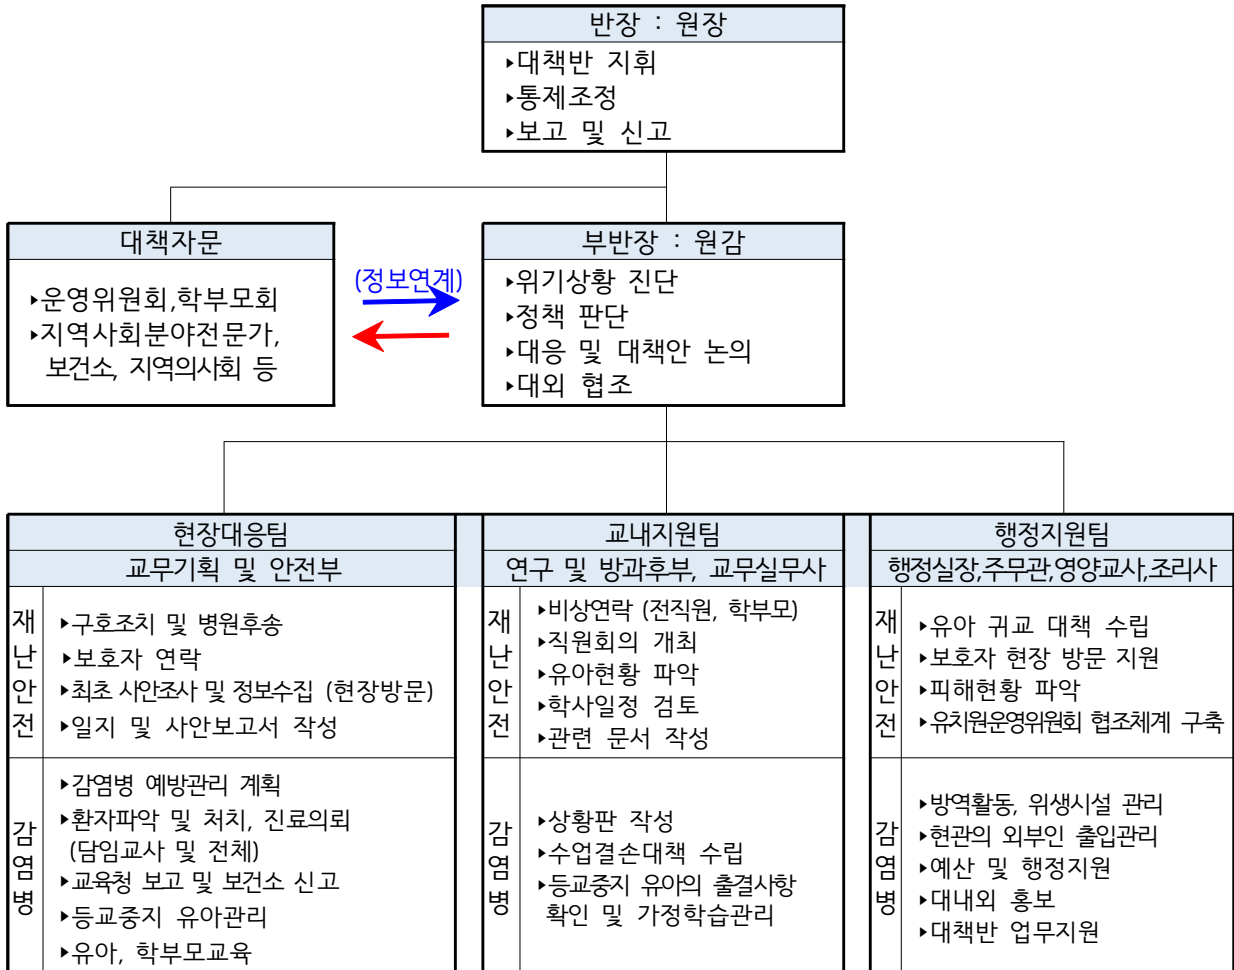 반장 : 원장
▸대책반 지휘
▸통제조정
▸보고 및 신고
대책자문
▸운영위원회,학부모회
▸지역사회분야전문가,
보건소, 지역의사회 등
(정보연계)
부반장 : 원감
▸위기상황 진단
▸정책 판단
▸대응 및 대책안 논의
▸대외 협조
현장대응팀
교무기획 및 안전부
재난안전
▸구호조치 및 병원후송
▸보호자 연락
▸최초 사안조사 및 정보수집 (현장방문)
▸일지 및 사안보고서 작성
감염병
▸감염병 예방관리 계획
▸환자파악 및 처치, 진료의뢰
(담임교사 및 전체)
▸교육청 보고 및 보건소 신고
▸등교중지 유아관리
▸유아, 학부모교육
교내지원팀
연구 및 방과후부, 교무실무사
재난안전
▸비상연락 (전직원, 학부모)
▸직원회의 개최
▸유아현황 파악
▸학사일정 검토
▸관련 문서 작성
감염병
▸상황판 작성
▸수업결손대책 수립
▸등교중지 유아의 출결사항
확인 및 가정학습관리
행정지원팀
행정실장,주무관,영양교사,조리사
재난안전
▸유아 귀교 대책 수립
▸보호자 현장 방문 지원
▸피해현황 파악
▸유치원운영위원회 협조체계 구축
감염병
▸방역활동, 위생시설 관리
▸현관의 외부인 출입관리
▸예산 및 행정지원
▸대내외 홍보
▸대책반 업무지원